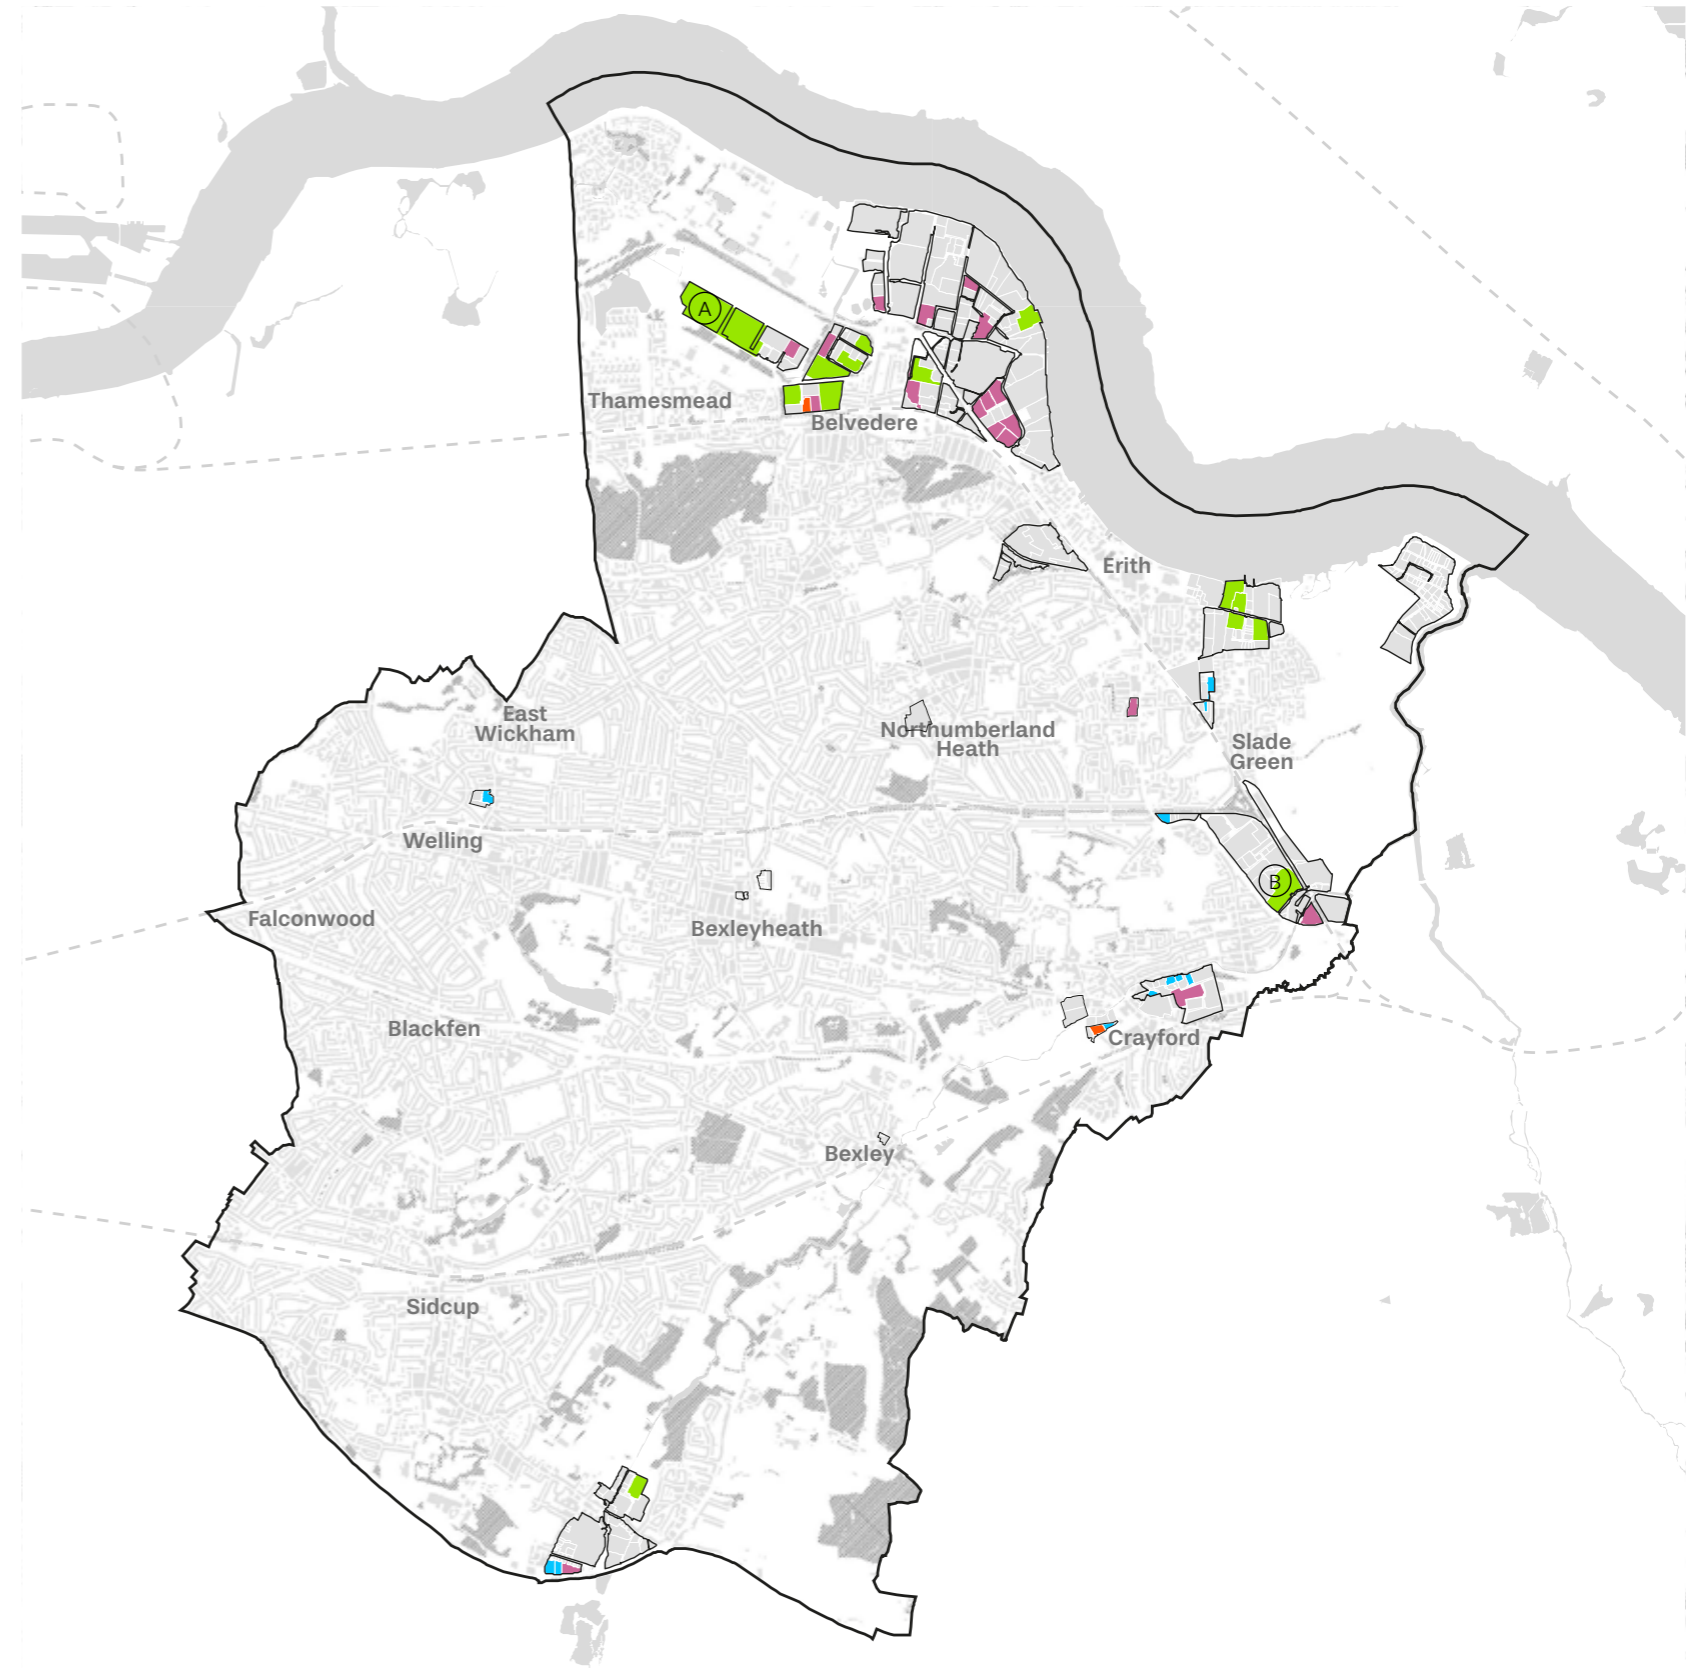 A
Thamesmead
Belvedere
Erith
East
Wickham
Northumberland
Heath
Slade
Green
Welling
B
Falconwood
Bexleyheath
Blackfen
Crayford
Bexley
Sidcup